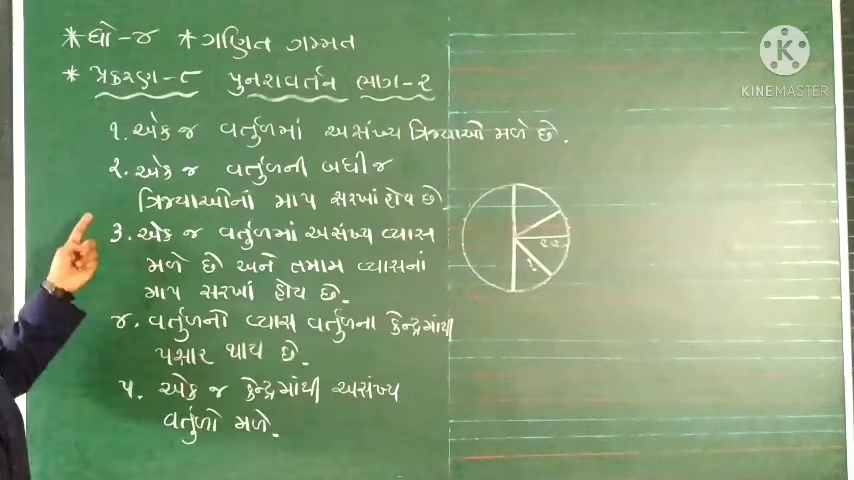 * ધો-૪ * ગણિત ગમ્મત
* પ્રકરણ-૮ પુનરાવર્તન ભાગ-૨
૧. એક જ વર્તુળમાં અસંખ્ય ત્રિજ્યાઓ મળે છે.
૨. એક જ વર્તુળની બધી જ
ત્રિજ્યાઓનાં માપ સરખાં હોય છે.
૩. એક જ વર્તુળમાં અસંખ્ય વ્યાસ
મળે છે અને તમામ વ્યાસનાં
માપ સરખાં હોય છે.
૪. વર્તુળનો વ્યાસ વર્તુળના કેન્દ્રમાંથી
પસાર થાય છે.
૫. એક જ કેન્દ્રમાંથી અસંખ્ય
વર્તુળો મળે.
K
KINEMASTER